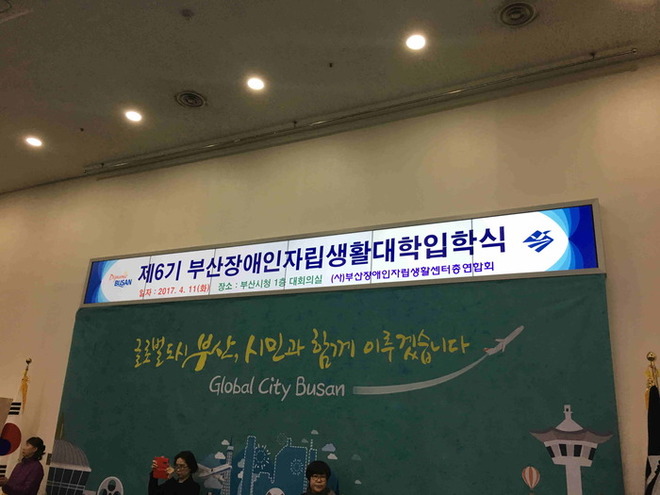 제6기 부산장애인자립생활대학입학식
Dynamic
BUSAN
일자 : 2017. 4. 11(화) 장소 : 부산시청 1층 대회의실 (사)부산장애인자립생활센터총연합회
글로벌도시 부산, 시민과 함께 이루겠습니다
Global City Busan